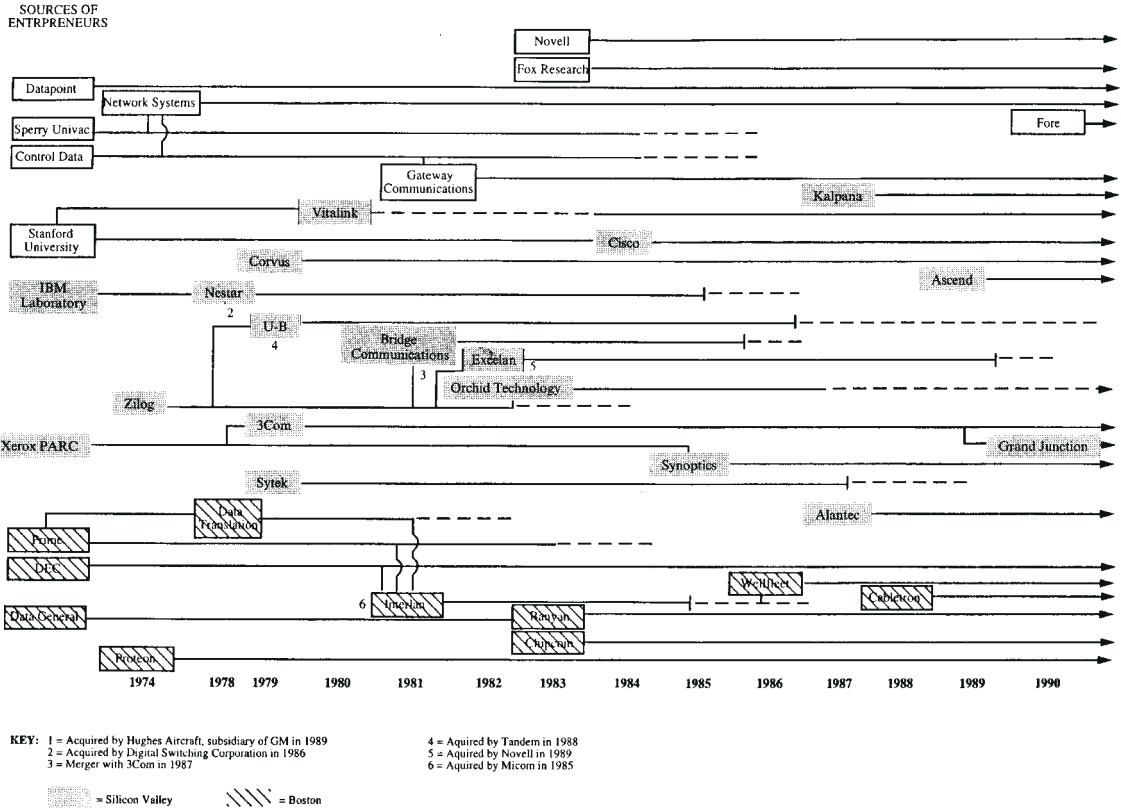 SOURCES OF
ENTRPRENEURS
Novell
Fox Research
Datapoint
Network Systems
Sperry Univac
Fore
Control Data
Gateway
Communications
Kalpana
Vitalink
Stanford
University
Cisco
Corvus
Ascend
IBM
Laboratory
Nestar
2
U-B
4
Bridge
Communications
3
Excelan
5
Orchid Technology
Zilog
3Com
Xerox PARC
Grand Junction
Synoptics
Sytek
Data
Translation
Alantec
Prime
DEC
Wellfleet
6
Interlan
Cabletron
Data General
Banyan
Chipcom
Proteon
1974
1978
1979
1980
1981
1982
1983
1984
1985
1986
1987
1988
1989
1990
KEY: 1 = Acquired by Hughes Aircraft, subsidiary of GM in 1989
2 = Acquired by Digital Switching Corporation in 1986
3 = Merger with 3Com in 1987
4 = Aquired by Tandem in 1988
5 = Aquired by Novell in 1989
6 = Aquired by Micom in 1985
= Silicon Valley
= Boston